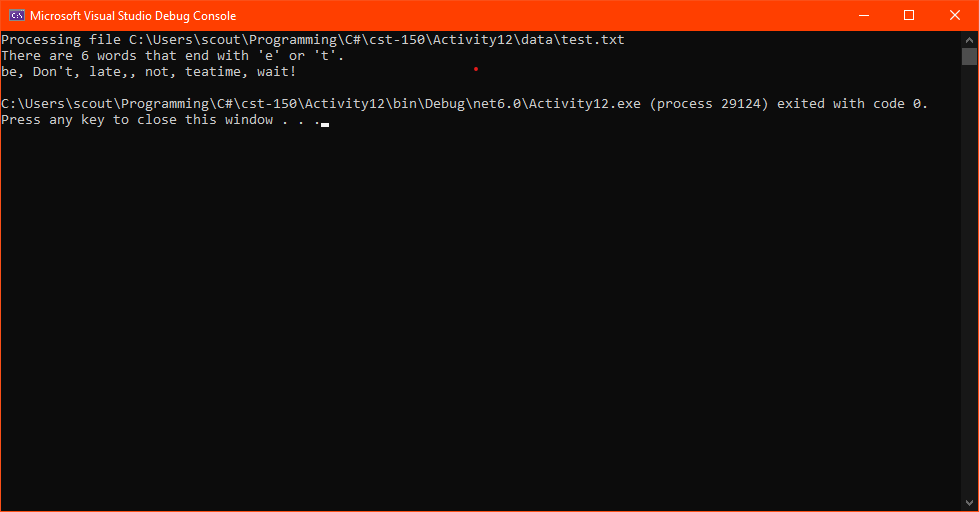 Microsoft Visual Studio Debug Console
Processing file C:\Users\scout\Programming\C#\cst-150\Activity12\data\test.txt
There are 6 words that end with 'e' or 't'.
be, Don't, late,, not, teatime, wait!
C:\Users\scout\Programming\C#\cst-150\Activity12\bin\Debug\net6.0\Activity12.exe (process 29124) exited with code 0.
Press any key to close this window . . .